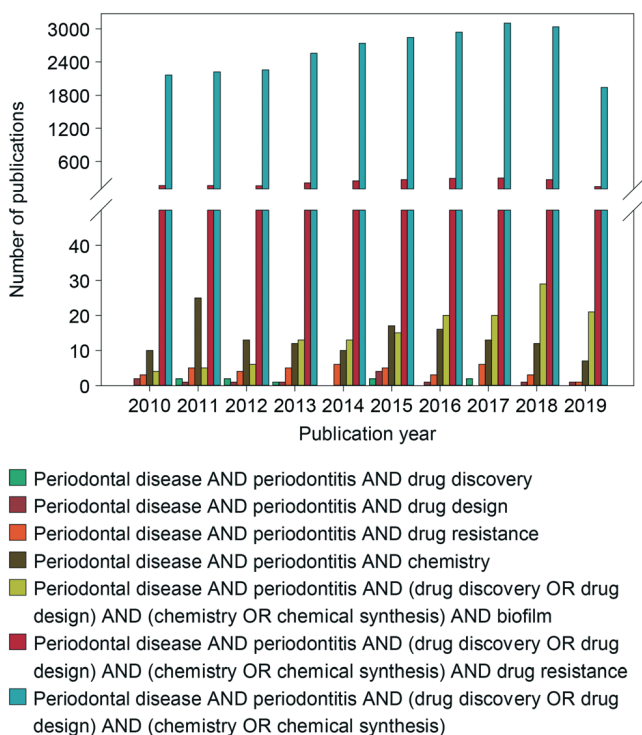 Number of publications
3000
2400
1800
1200
600
40
30
20
10
0
2010 2011 2012 2013 2014 2015 2016 2017 2018 2019
Publication year
Periodontal disease AND periodontitis AND drug discovery
Periodontal disease AND periodontitis AND drug design
Periodontal disease AND periodontitis AND drug resistance
Periodontal disease AND periodontitis AND chemistry
Periodontal disease AND periodontitis AND (drug discovery OR drug
design) AND (chemistry OR chemical synthesis) AND biofilm
Periodontal disease AND periodontitis AND (drug discovery OR drug
design) AND (chemistry OR chemical synthesis) AND drug resistance
Periodontal disease AND periodontitis AND (drug discovery OR drug
design) AND (chemistry OR chemical synthesis)